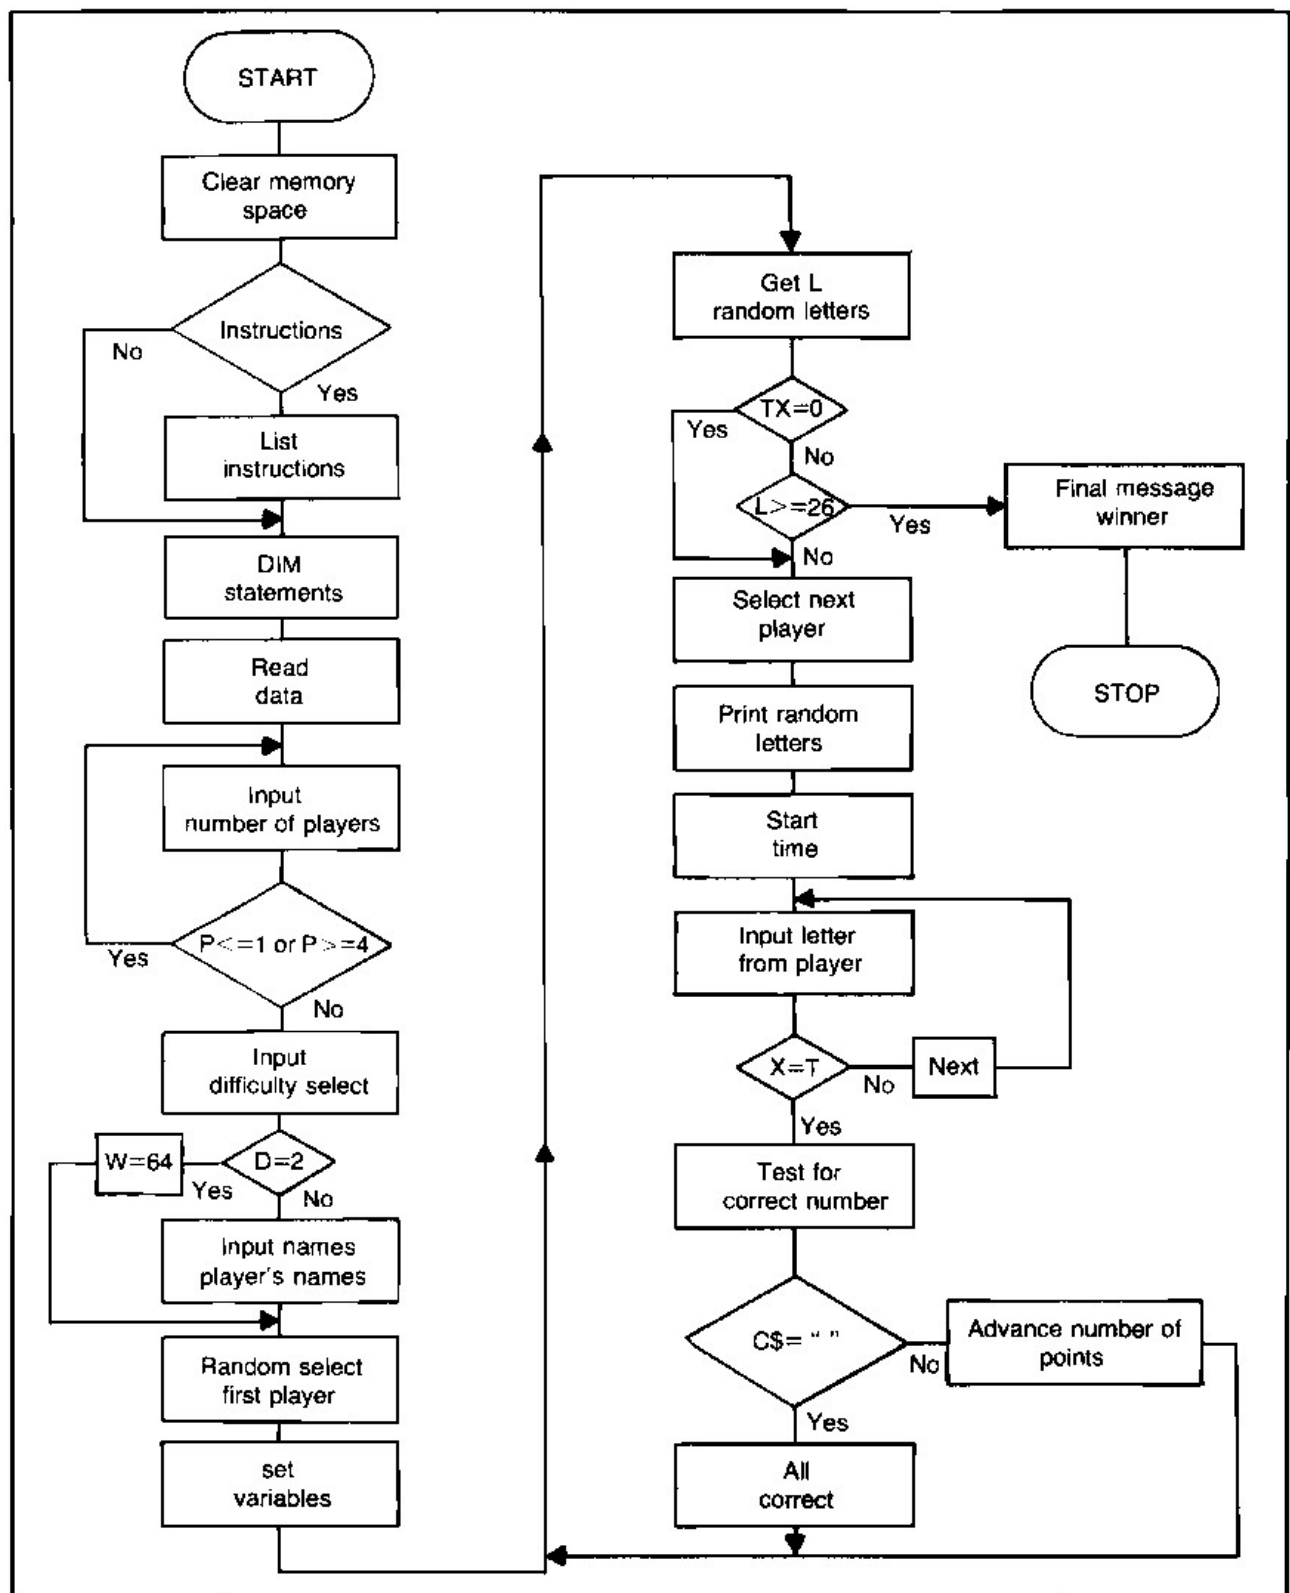 START
Clear memory
space
Instructions
No
Yes
List
instructions
DIM
statements
Read
data
Input
number of players
P<=1 or P>=4
Yes
No
Input
difficulty select
W=64
D=2
Yes
No
Input names
player's names
Random select
first player
set
variables
Get L
random letters
TX=0
Yes
No
L>=26
Yes
No
Final message
winner
STOP
Select next
player
Print random
letters
Start
time
Input letter
from player
X=T
No
Next
Yes
Test for
correct number
C$= “ ”
No
Advance number of
points
Yes
All
correct